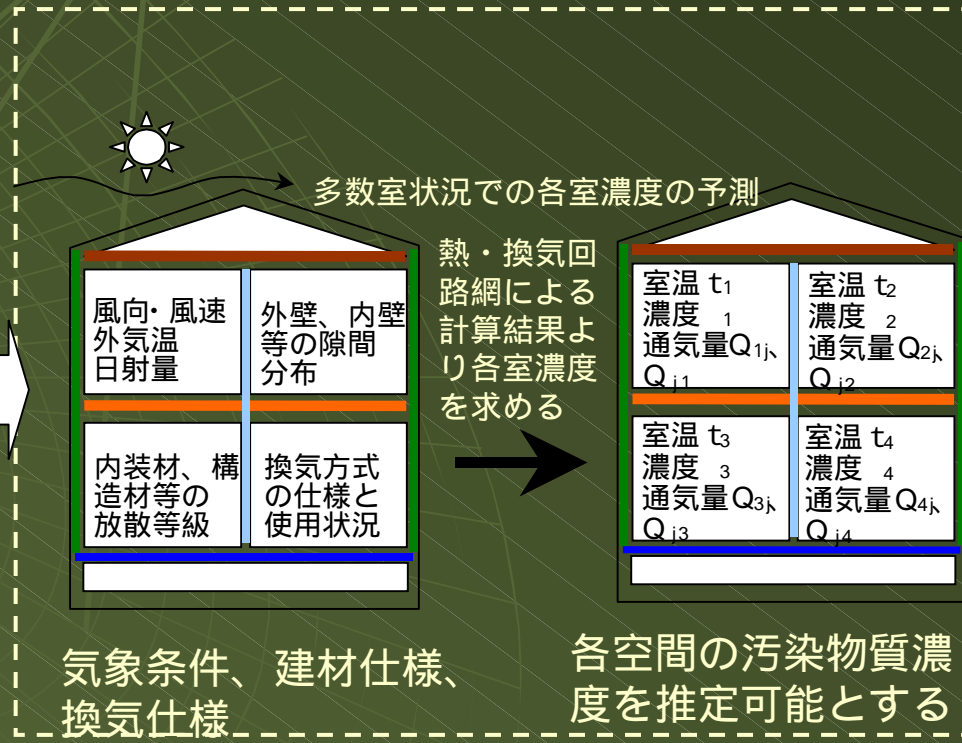 多数室状況での各室濃度の予測
風向・風速
外気温
日射量
外壁、内壁
等の隙間
分布
内装材、構
造材等の
放散等級
換気方式
の仕様と
使用状況
熱・換気回
路網による
計算結果よ
り各室濃度
を求める
室温 t1
濃度 1
通気量Q1j、
Q j1
室温 t2
濃度 2
通気量Q2j、
Q j2
室温 t3
濃度 3
通気量Q3j、
Q j3
室温 t4
濃度 4
通気量Q4j、
Q j4
気象条件、建材仕様、
換気仕様
各空間の汚染物質濃
度を推定可能とする